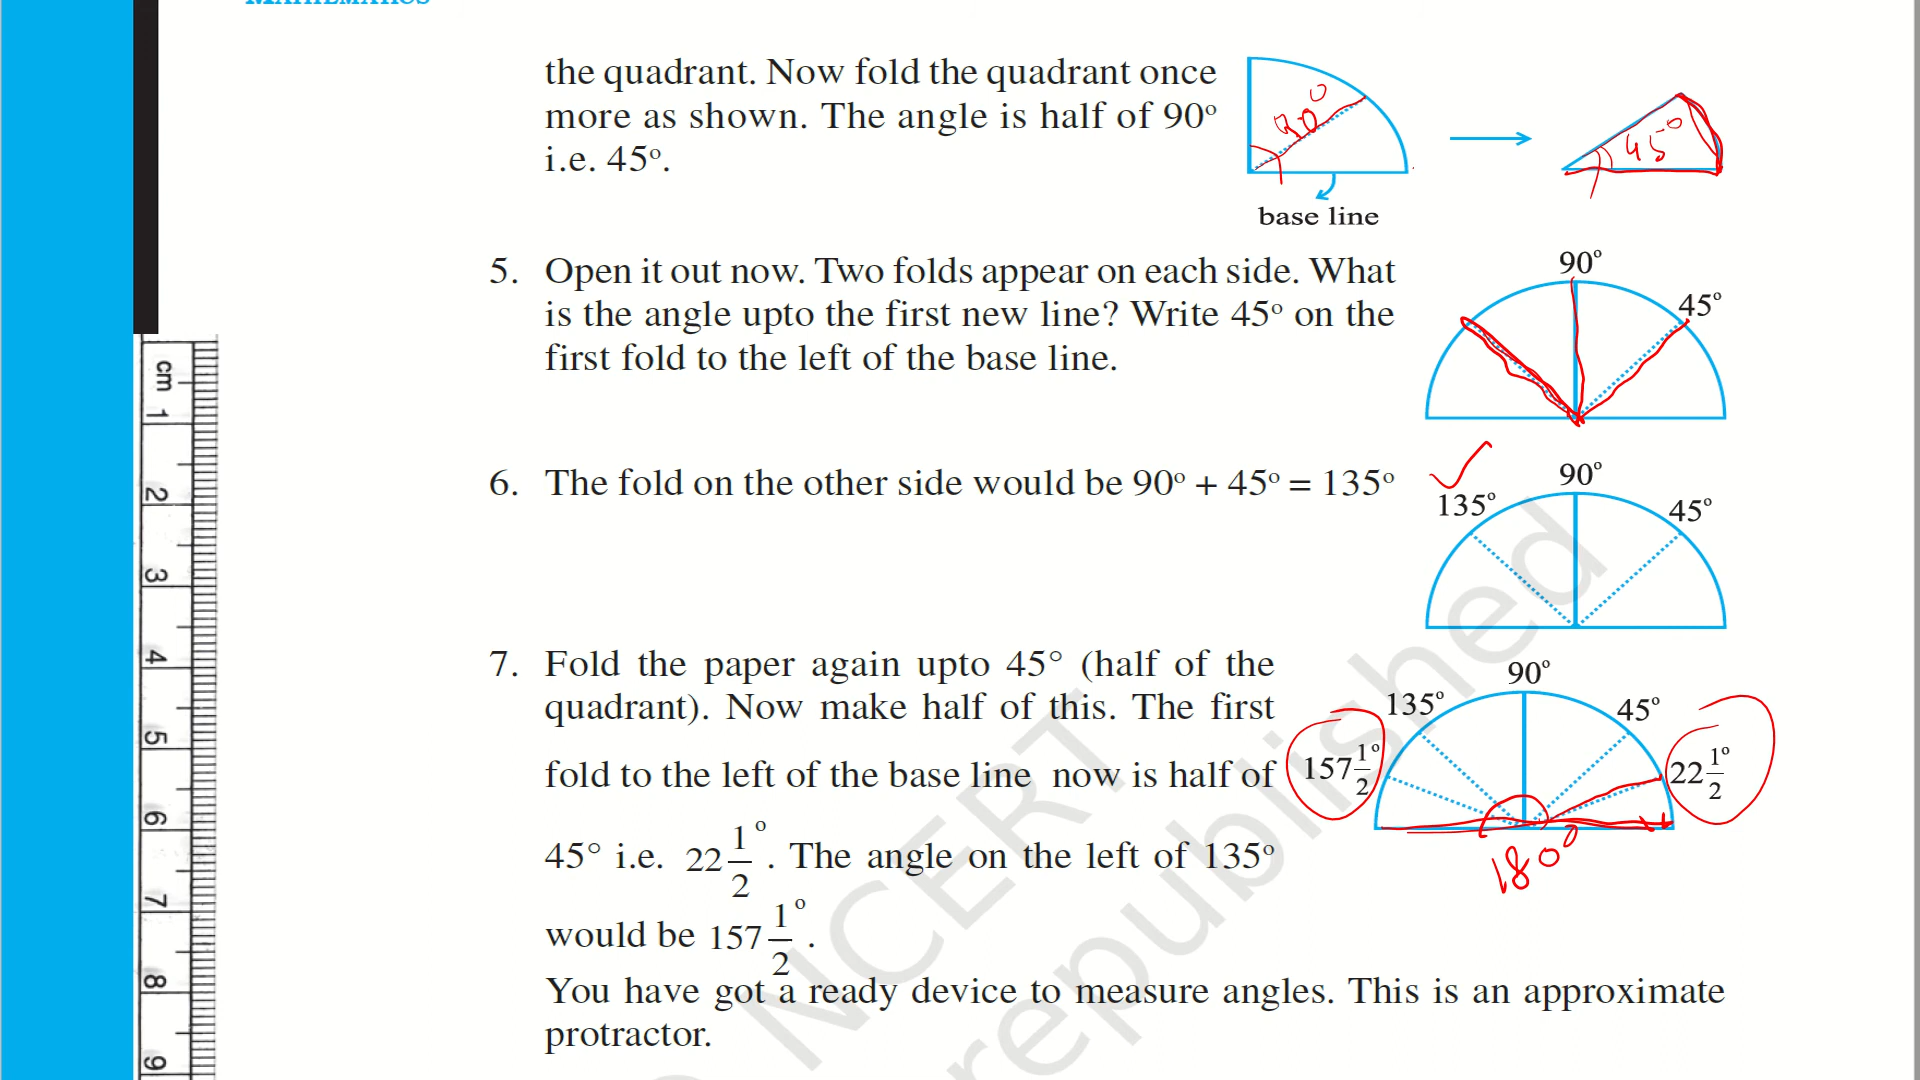 the quadrant. Now fold the quadrant once
more as shown. The angle is half of 90°
i.e. 45°.
90°
45°
base line
5. Open it out now. Two folds appear on each side. What
is the angle upto the first new line? Write 45° on the
first fold to the left of the base line.
90°
45°
6. The fold on the other side would be 90° + 45° = 135°
90°
135°
45°
7. Fold the paper again upto 45° (half of the
quadrant). Now make half of this. The first
fold to the left of the base line now is half of
45° i.e. 22 1/2°. The angle on the left of 135°
would be 157 1/2°.
90°
135°
45°
157 1/2°
22 1/2°
180°
You have got a ready device to measure angles. This is an approximate
protractor.
cm
1
2
3
4
5
6
7
8
9
NCERT
republished